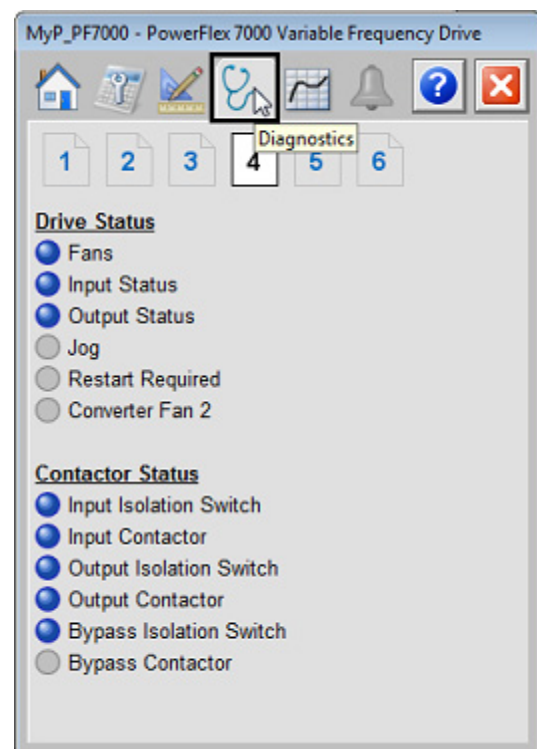 MyP_PF7000 - PowerFlex 7000 Variable Frequency Drive
?
Diagnostics
1 2 3 4 5 6
Drive Status
Fans
Input Status
Output Status
Jog
Restart Required
Converter Fan 2
Contactor Status
Input Isolation Switch
Input Contactor
Output Isolation Switch
Output Contactor
Bypass Isolation Switch
Bypass Contactor